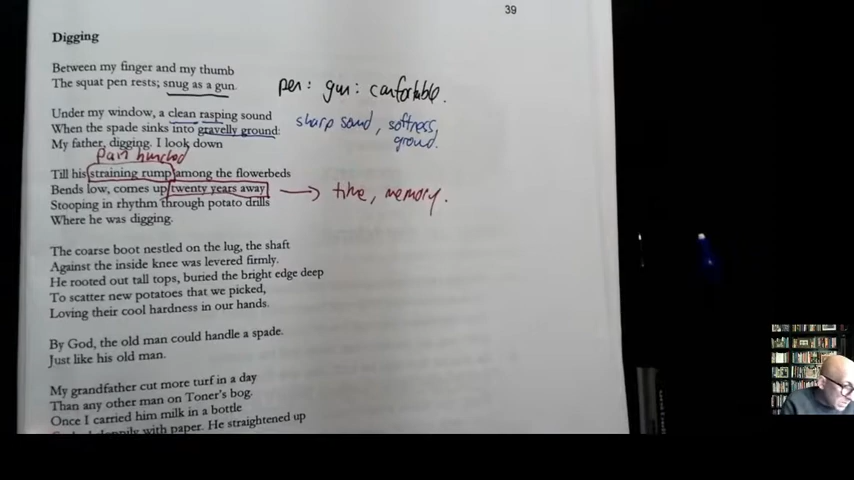 39
Digging
Between my finger and my thumb
The squat pen rests; snug as a gun.
pen: gun: comfortable.
Under my window, a clean rasping sound
When the spade sinks into gravelly ground:
My father, digging. I look down
sharp sound, softness,
ground.
Pain
Till his straining rump among the flowerbeds
Bends low, comes up twenty years away
time, memory.
Stooping in rhythm through potato drills
Where he was digging.
The coarse boot nestled on the lug, the shaft
Against the inside knee was levered firmly.
He rooted out tall tops, buried the bright edge deep
To scatter new potatoes that we picked,
Loving their cool hardness in our hands.
By God, the old man could handle a spade.
Just like his old man.
My grandfather cut more turf in a day
Than any other man on Toner's bog.
Once I carried him milk in a bottle
with paper. He straightened up